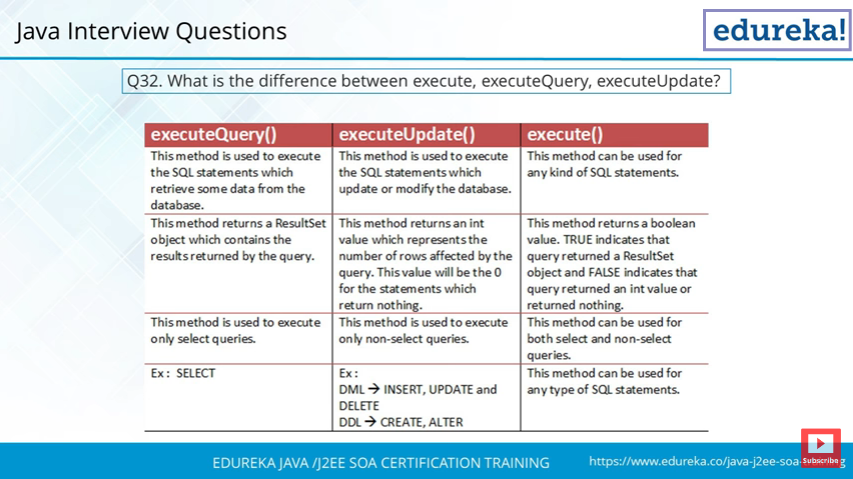 Java Interview Questions
edureka!
Q32. What is the difference between execute, executeQuery, executeUpdate?
executeQuery()
executeUpdate()
execute()
This method is used to execute
the SQL statements which
retrieve some data from the
database.
This method is used to execute
the SQL statements which
update or modify the database.
This method can be used for
any kind of SQL statements.
This method returns a ResultSet
object which contains the
results returned by the query.
This method returns an int
value which represents the
number of rows affected by the
query. This value will be the 0
for the statements which
return nothing.
This method returns a boolean
value. TRUE indicates that
query returned a ResultSet
object and FALSE indicates that
query returned an int value or
returned nothing.
This method is used to execute
only select queries.
This method is used to execute
only non-select queries.
This method can be used for
both select and non-select
queries.
Ex : SELECT
Ex :
DML → INSERT, UPDATE and
DELETE
DDL → CREATE, ALTER
This method can be used for
any type of SQL statements.
EDUREKA JAVA /J2EE SOA CERTIFICATION TRAINING
https://www.edureka.co/java-j2ee-soa-
Subscribe